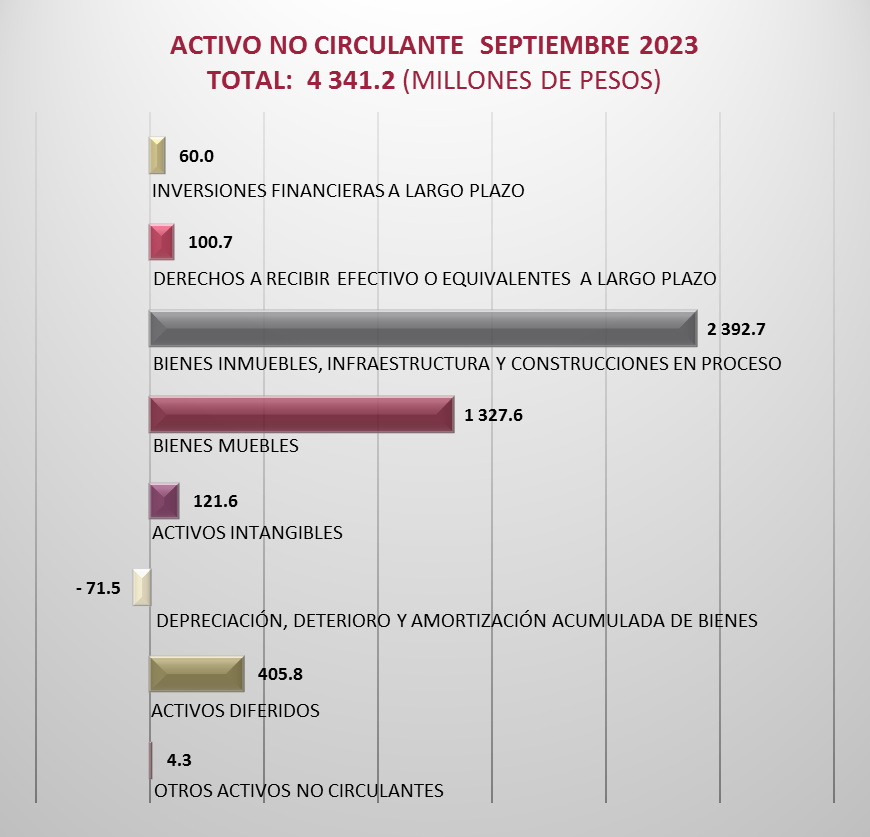 ACTIVO NO CIRCULANTE SEPTIEMBRE 2023
TOTAL: 4 341.2 (MILLONES DE PESOS)
60.0
INVERSIONES FINANCIERAS A LARGO PLAZO
100.7
DERECHOS A RECIBIR EFECTIVO O EQUIVALENTES A LARGO PLAZO
2 392.7
BIENES INMUEBLES, INFRAESTRUCTURA Y CONSTRUCCIONES EN PROCESO
1 327.6
BIENES MUEBLES
121.6
ACTIVOS INTANGIBLES
- 71.5
DEPRECIACIÓN, DETERIORO Y AMORTIZACIÓN ACUMULADA DE BIENES
405.8
ACTIVOS DIFERIDOS
4.3
OTROS ACTIVOS NO CIRCULANTES